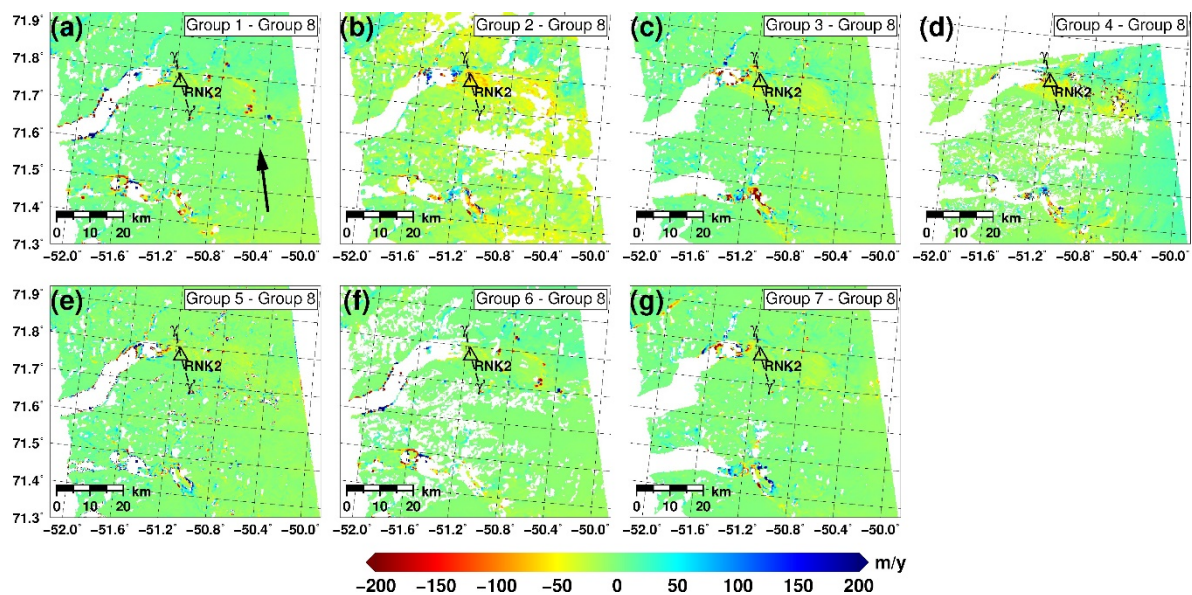 (a) Group 1 - Group 8
(b) Group 2 - Group 8
(c) Group 3 - Group 8
(d) Group 4 - Group 8
71.9°
71.8°
71.7°
71.6°
71.5°
71.4°
71.3°
γ
RNK2
γ'
γ
RNK2
γ'
γ
RNK2
γ'
γ
RNK2
γ'
0 10 20 km
0 10 20 km
0 10 20 km
0 10 20 km
−52.0° −51.6° −51.2° −50.8° −50.4° −50.0°
−52.0° −51.6° −51.2° −50.8° −50.4° −50.0°
−52.0° −51.6° −51.2° −50.8° −50.4° −50.0°
−52.0° −51.6° −51.2° −50.8° −50.4° −50.0°
(e) Group 5 - Group 8
(f) Group 6 - Group 8
(g) Group 7 - Group 8
71.9°
71.8°
71.7°
71.6°
71.5°
71.4°
71.3°
γ
RNK2
γ'
γ
RNK2
γ'
γ
RNK2
γ'
0 10 20 km
0 10 20 km
0 10 20 km
−52.0° −51.6° −51.2° −50.8° −50.4° −50.0°
−52.0° −51.6° −51.2° −50.8° −50.4° −50.0°
−52.0° −51.6° −51.2° −50.8° −50.4° −50.0°
m/y
−200 −150 −100 −50 0 50 100 150 200